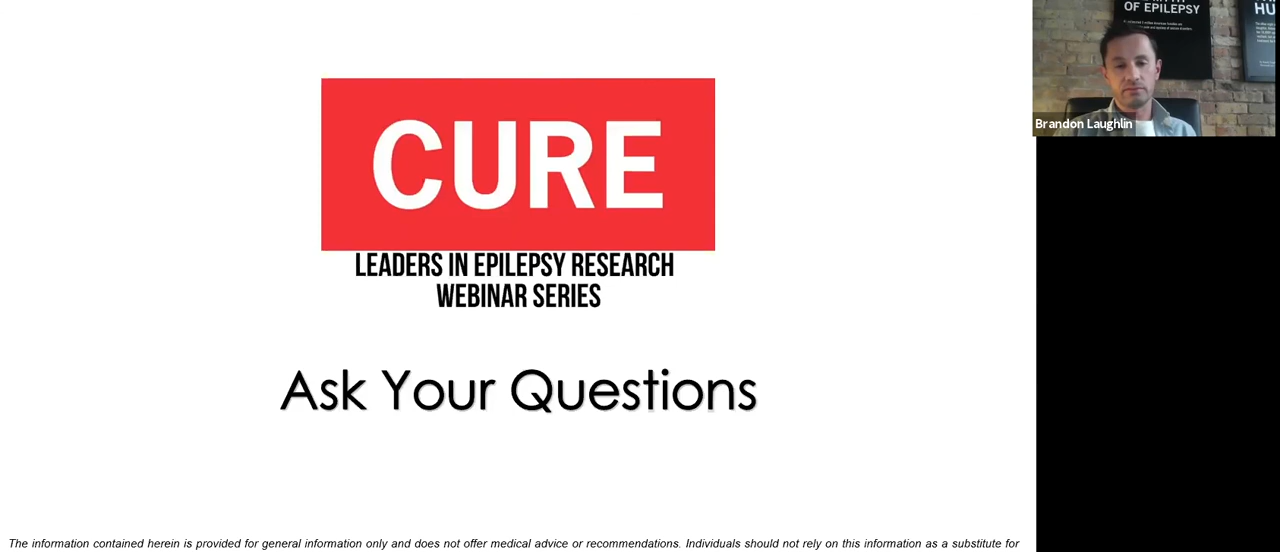 CURE
LEADERS IN EPILEPSY RESEARCH
WEBINAR SERIES
Ask Your Questions
The information contained herein is provided for general information only and does not offer medical advice or recommendations. Individuals should not rely on this information as a substitute for
OF EPILEPSY
HU
Brandon Laughlin